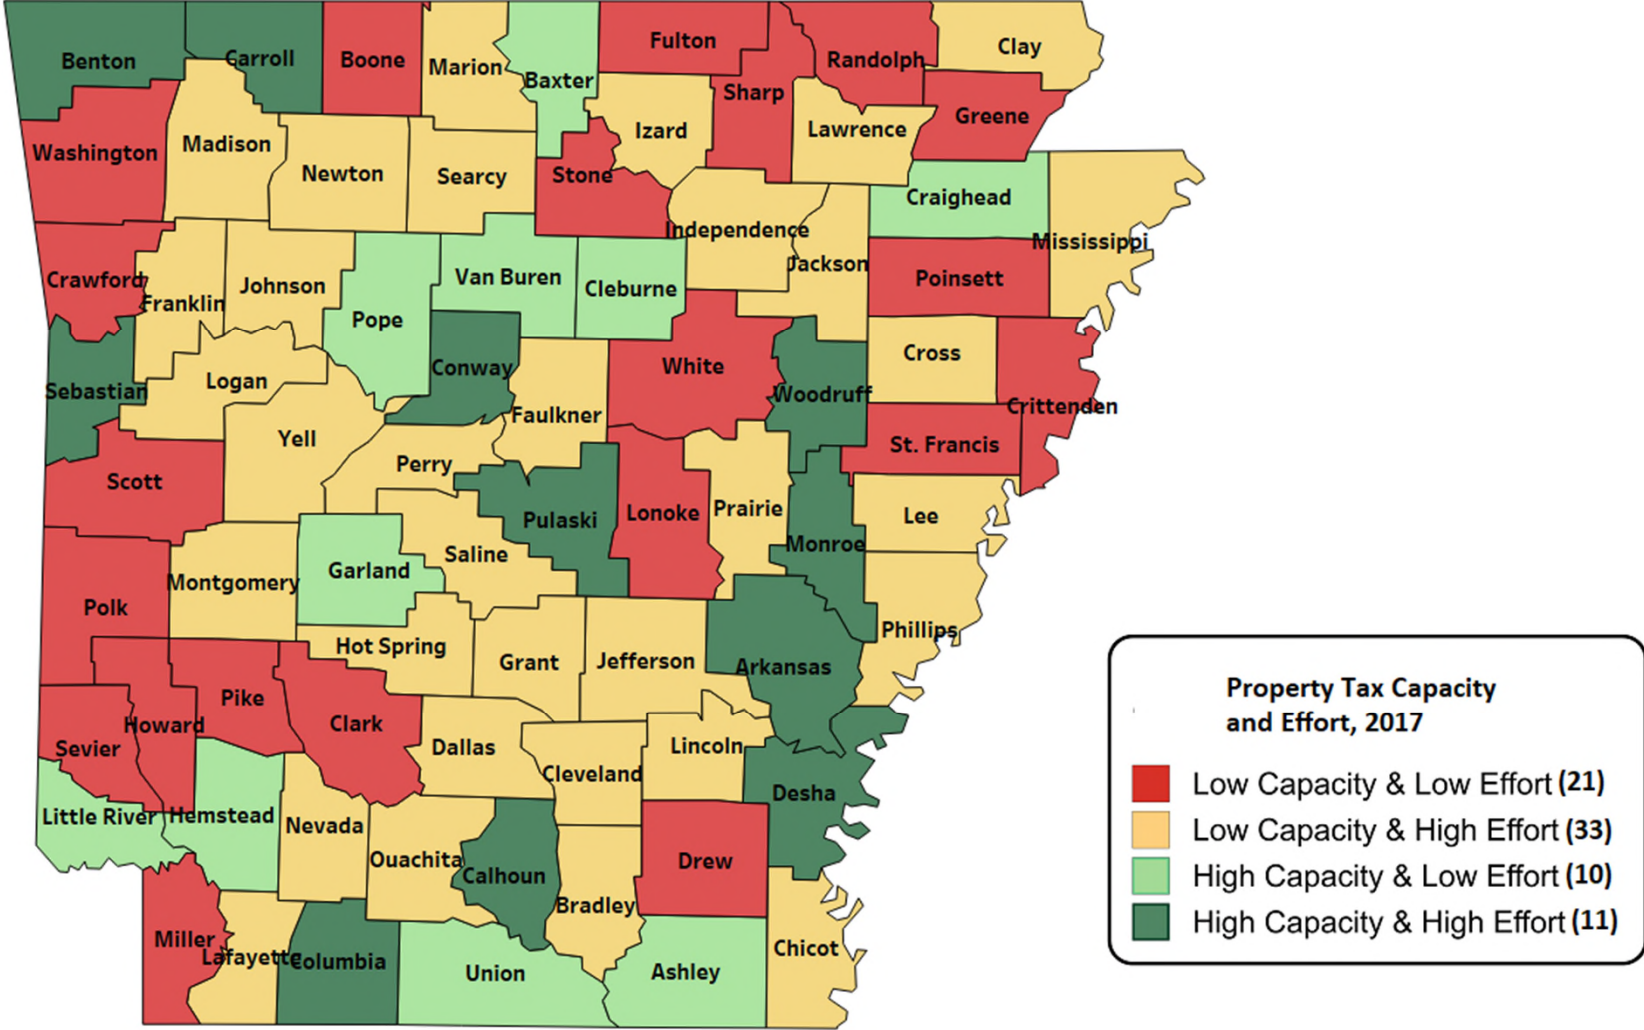 Benton
Carroll
Boone
Marion
Baxter
Fulton
Sharp
Randolph
Clay
Greene
Washington
Madison
Newton
Searcy
Stone
Izard
Lawrence
Craighead
Mississippi
Crawford
Franklin
Johnson
Pope
Van Buren
Cleburne
Independence
Jackson
Poinsett
Sebastian
Logan
Conway
Faulkner
White
Woodruff
Cross
Crittenden
Scott
Yell
Perry
Pulaski
Lonoke
Prairie
St. Francis
Monroe
Lee
Polk
Montgomery
Garland
Saline
Hot Spring
Grant
Jefferson
Arkansas
Phillips
Sevier
Howard
Pike
Clark
Dallas
Cleveland
Lincoln
Desha
Little River
Hemstead
Nevada
Ouachita
Calhoun
Bradley
Drew
Miller
Lafayette
Columbia
Union
Ashley
Chicot
Property Tax Capacity
and Effort, 2017
Low Capacity & Low Effort (21)
Low Capacity & High Effort (33)
High Capacity & Low Effort (10)
High Capacity & High Effort (11)